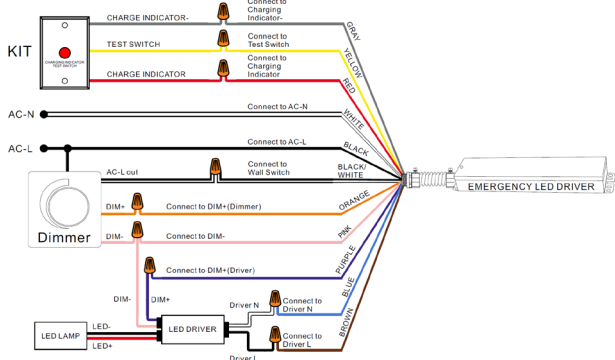 CHARGE INDICATOR-
Connect to
Charging
Indicator-
GRAY
KIT
TEST SWITCH
Connect to
Test Switch
YELLOW
CHARGING INDICATOR
TEST SWITCH
CHARGE INDICATOR
Connect to
Charging
Indicator
RED
AC-N
Connect to AC-N
WHITE
AC-L
Connect to AC-L
BLACK
AC-L out
Connect to
Wall Switch
BLACK/
WHITE
EMERGENCY LED DRIVER
Dimmer
DIM+
Connect to DIM+(Dimmer)
ORANGE
DIM-
Connect to DIM-
PINK
Connect to DIM+(Driver)
PURPLE
DIM-
DIM+
BLUE
Driver N
Connect to
Driver N
BROWN
LED LAMP
LED-
LED+
LED DRIVER
Connect to
Driver L
Driver L